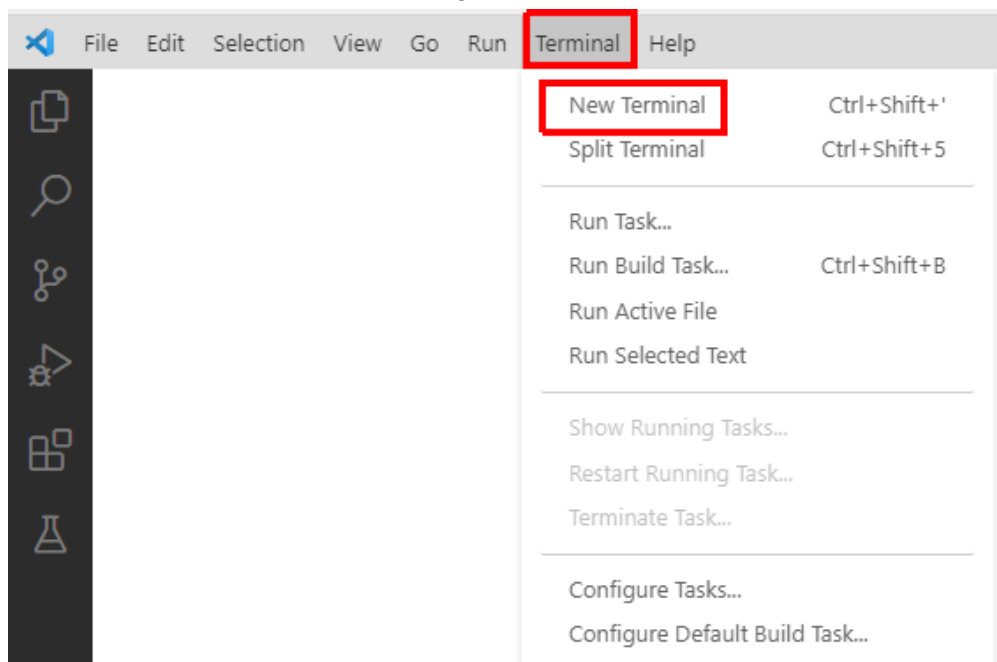 File Edit Selection View Go Run Terminal Help
New Terminal Ctrl+Shift+'
Split Terminal Ctrl+Shift+5
Run Task...
Run Build Task... Ctrl+Shift+B
Run Active File
Run Selected Text
Show Running Tasks...
Restart Running Task...
Terminate Task...
Configure Tasks...
Configure Default Build Task...